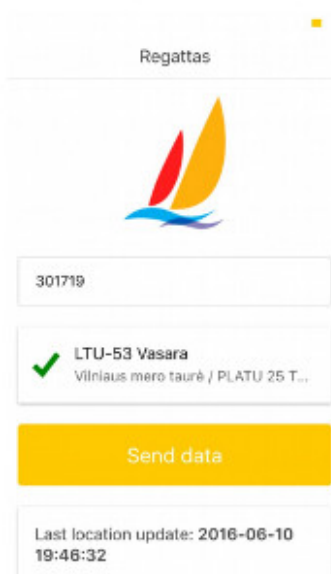 Regattas
301719
LTU-53 Vasara
Vilniaus mero taurė / PLATU 25 T...
Send data
Last location update: 2016-06-10
19:46:32